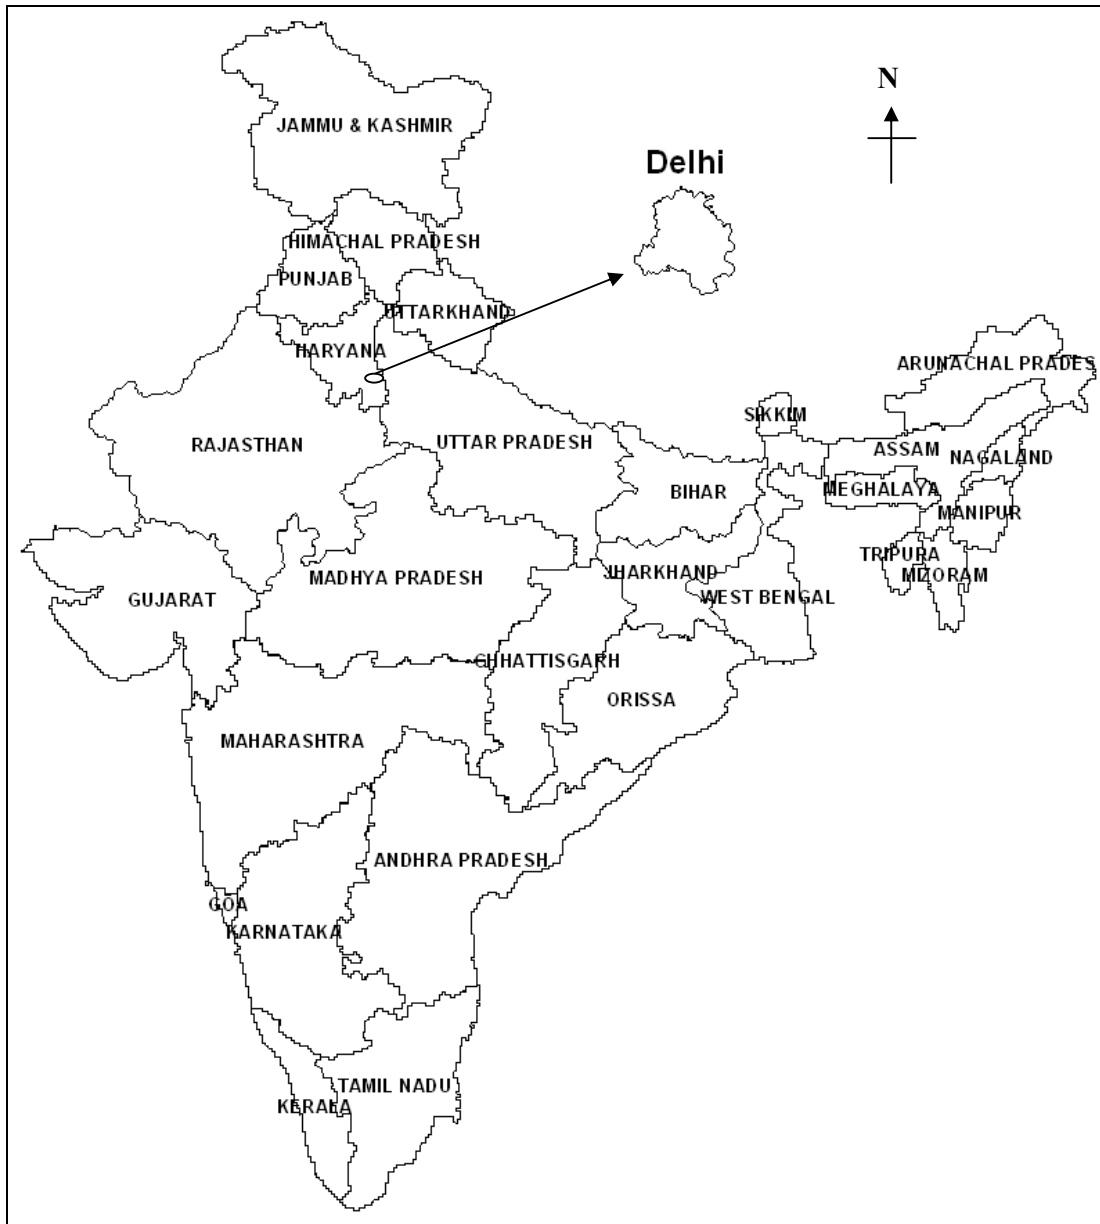 N
JAMMU & KASHMIR
Delhi
HIMACHAL PRADESH
PUNJAB
UTTARKHAND
HARYANA
ARUNACHAL PRADES
SIKKIM
RAJASTHAN
UTTAR PRADESH
ASSAM
NAGALAND
BIHAR
MEGHALAYA
MANIPUR
TRIPURA
MIZORAM
MADHYA PRADESH
JHARKHAND
GUJARAT
WEST BENGAL
CHHATTISGARH
ORISSA
MAHARASHTRA
ANDHRA PRADESH
GOA
KARNATAKA
TAMIL NADU
KERALA